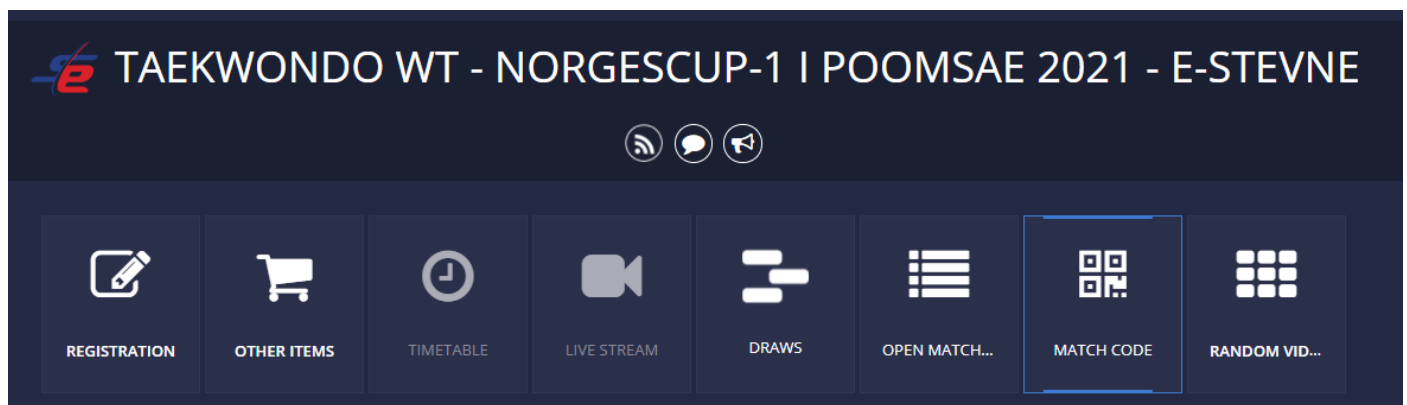 TAEKWONDO WT - NORGESCUP-1 I POOMSAE 2021 - E-STEVNE
REGISTRATION
OTHER ITEMS
TIMETABLE
LIVE STREAM
DRAWS
OPEN MATCH...
MATCH CODE
RANDOM VID...